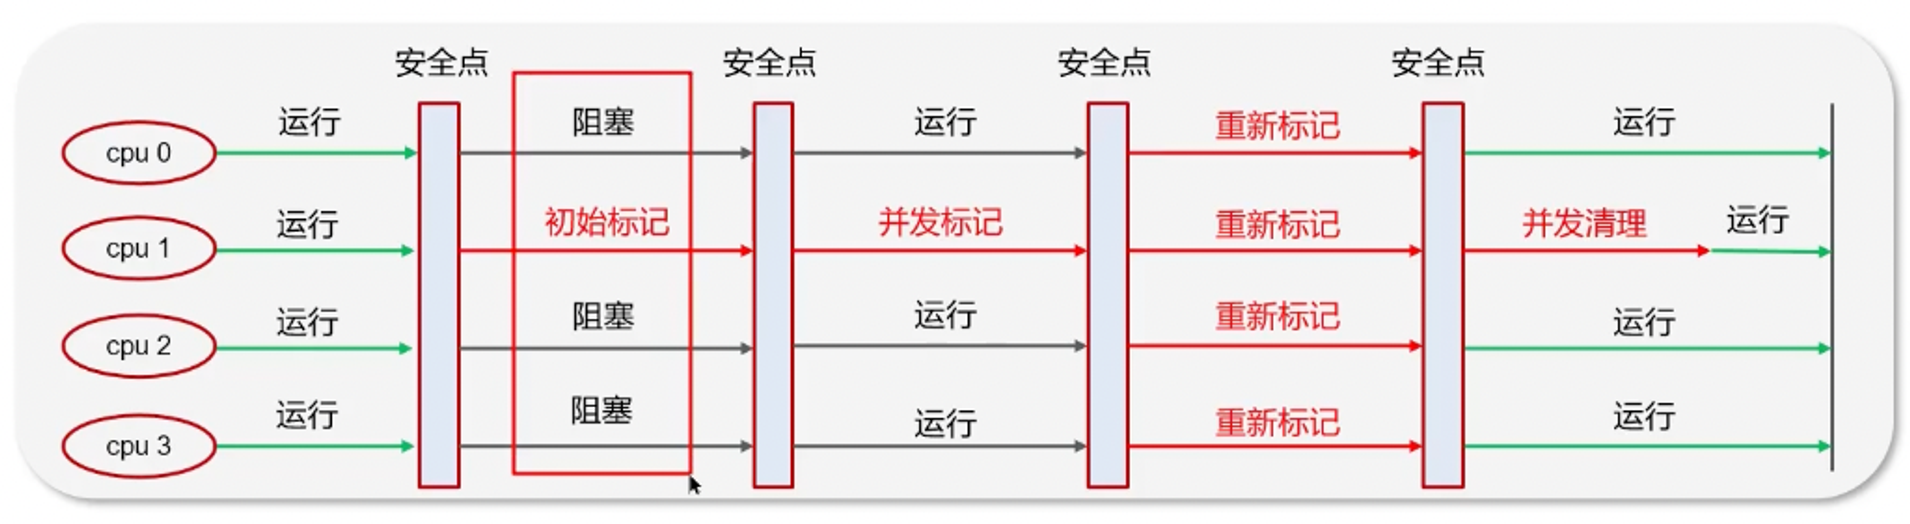 安全点 安全点 安全点 安全点
cpu 0 运行 阻塞 运行 重新标记 运行
cpu 1 运行 初始标记 并发标记 重新标记 并发清理 运行
cpu 2 运行 阻塞 运行 重新标记 运行
cpu 3 运行 阻塞 运行 重新标记 运行